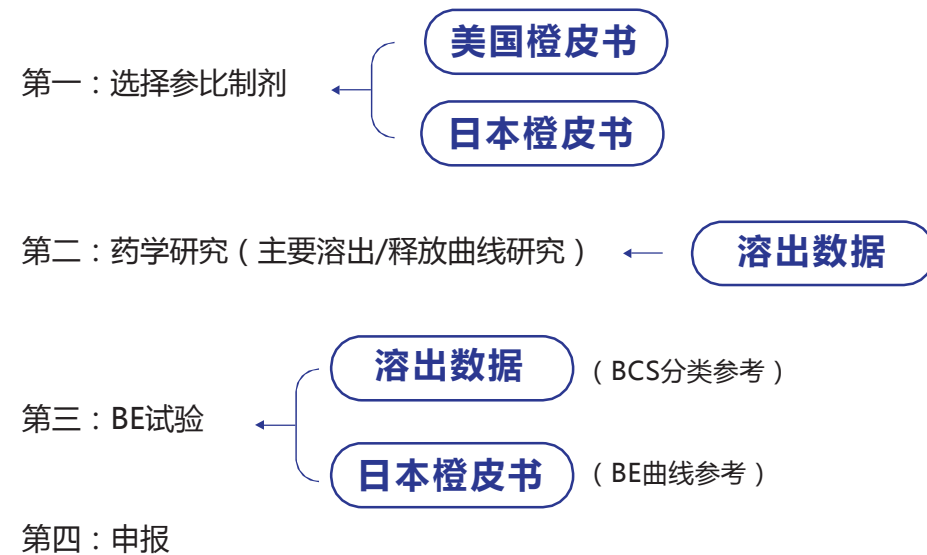 美国橙皮书
第一：选择参比制剂
日本橙皮书
第二：药学研究（主要溶出/释放曲线研究）
溶出数据
溶出数据 （BCS分类参考）
第三：BE试验
日本橙皮书 （BE曲线参考）
第四：申报